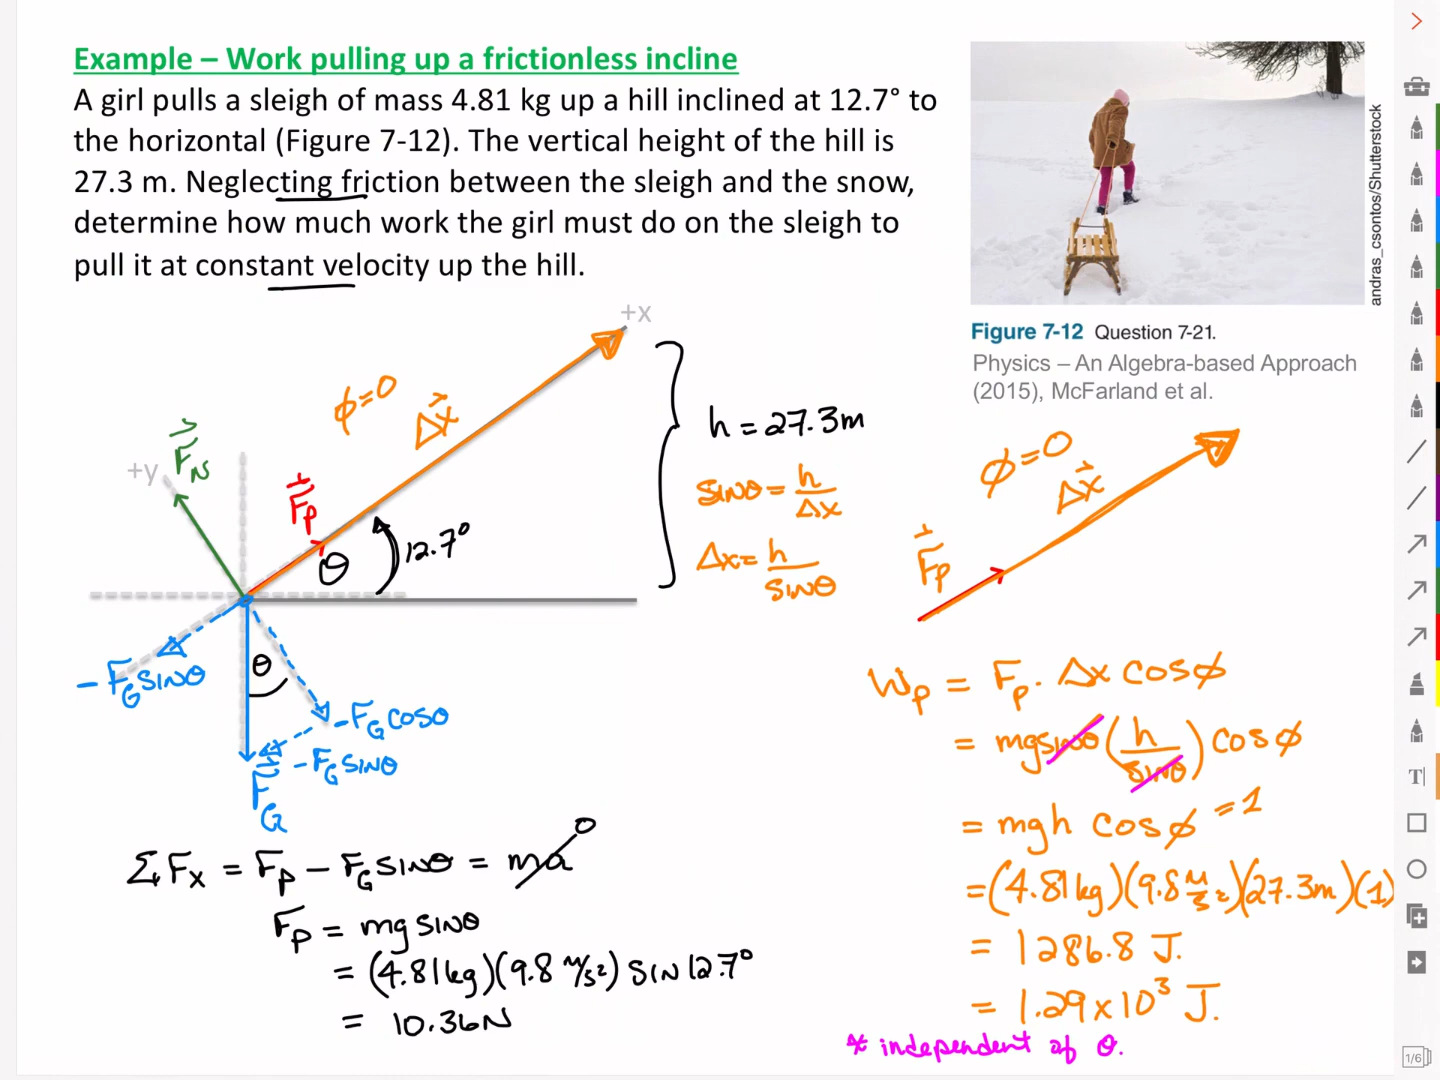 Example – Work pulling up a frictionless incline
A girl pulls a sleigh of mass 4.81 kg up a hill inclined at 12.7° to
the horizontal (Figure 7-12). The vertical height of the hill is
27.3 m. Neglecting friction between the sleigh and the snow,
determine how much work the girl must do on the sleigh to
pull it at constant velocity up the hill.
andras_csontos/Shutterstock
Figure 7-12 Question 7-21.
Physics – An Algebra-based Approach
(2015), McFarland et al.
+x
ϕ=0
Δx⃗
+y
F⃗_N
F⃗_P
θ
12.7°
h = 27.3m
sinθ = h/Δx
Δx = h/sinθ
ϕ=0
Δx⃗
F⃗_P
-F_G sinθ
θ
-F_G cosθ
-F_G sinθ
F⃗_G
ΣF_x = F_P - F_G sinθ = ma 0
F_P = mg sinθ
= (4.81kg)(9.8 m/s²) sin 12.7°
= 10.36N
W_P = F_P · Δx cosϕ
= mg sinθ (h/sinθ) cosϕ
= mgh cosϕ =1
= (4.81kg)(9.8 m/s²)(27.3m)(1)
= 1286.8 J.
= 1.29×10³ J.
* independent of θ.
T
1/6